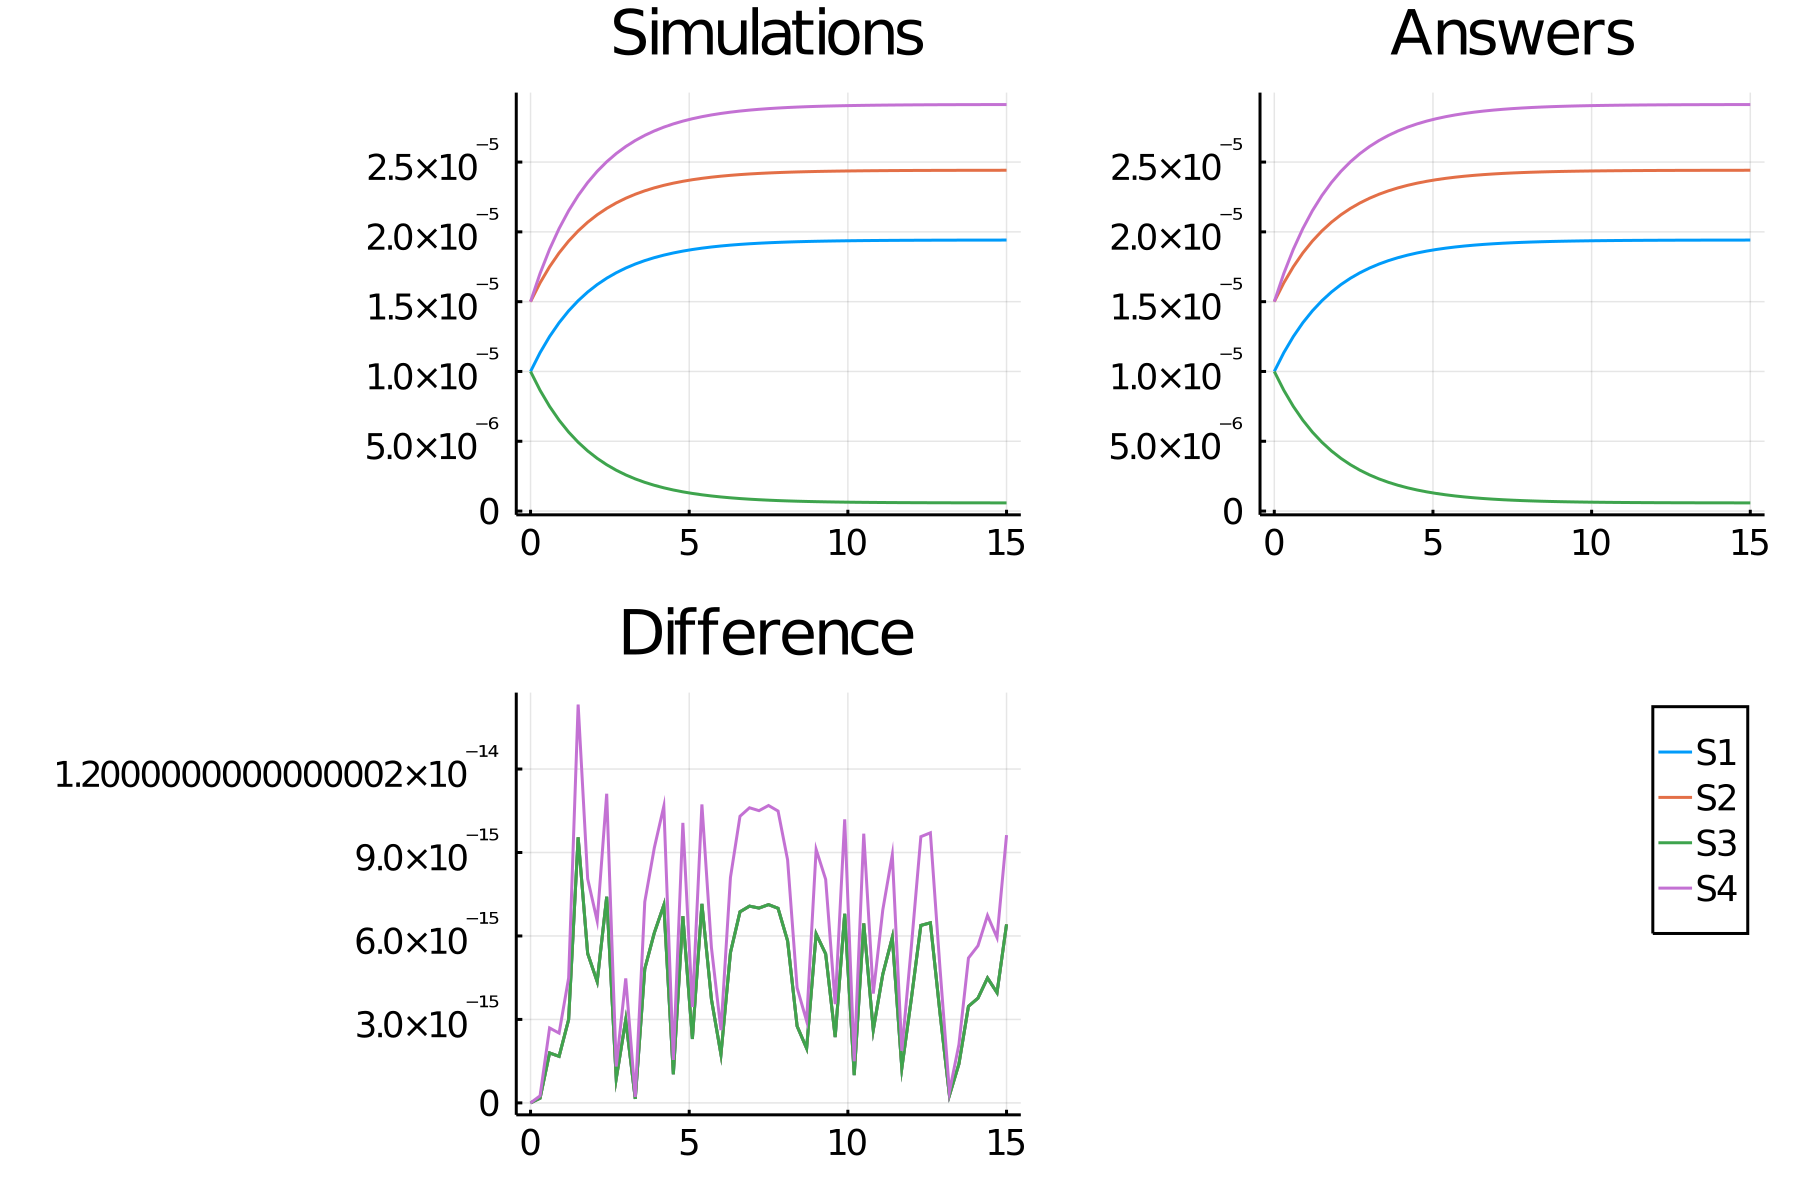 Simulations
2.5×10⁻⁵
2.0×10⁻⁵
1.5×10⁻⁵
1.0×10⁻⁵
5.0×10⁻⁶
0
0 5 10 15
Answers
2.5×10⁻⁵
2.0×10⁻⁵
1.5×10⁻⁵
1.0×10⁻⁵
5.0×10⁻⁶
0
0 5 10 15
Difference
1.2000000000000002×10⁻¹⁴
9.0×10⁻¹⁵
6.0×10⁻¹⁵
3.0×10⁻¹⁵
0
0 5 10 15
S1
S2
S3
S4